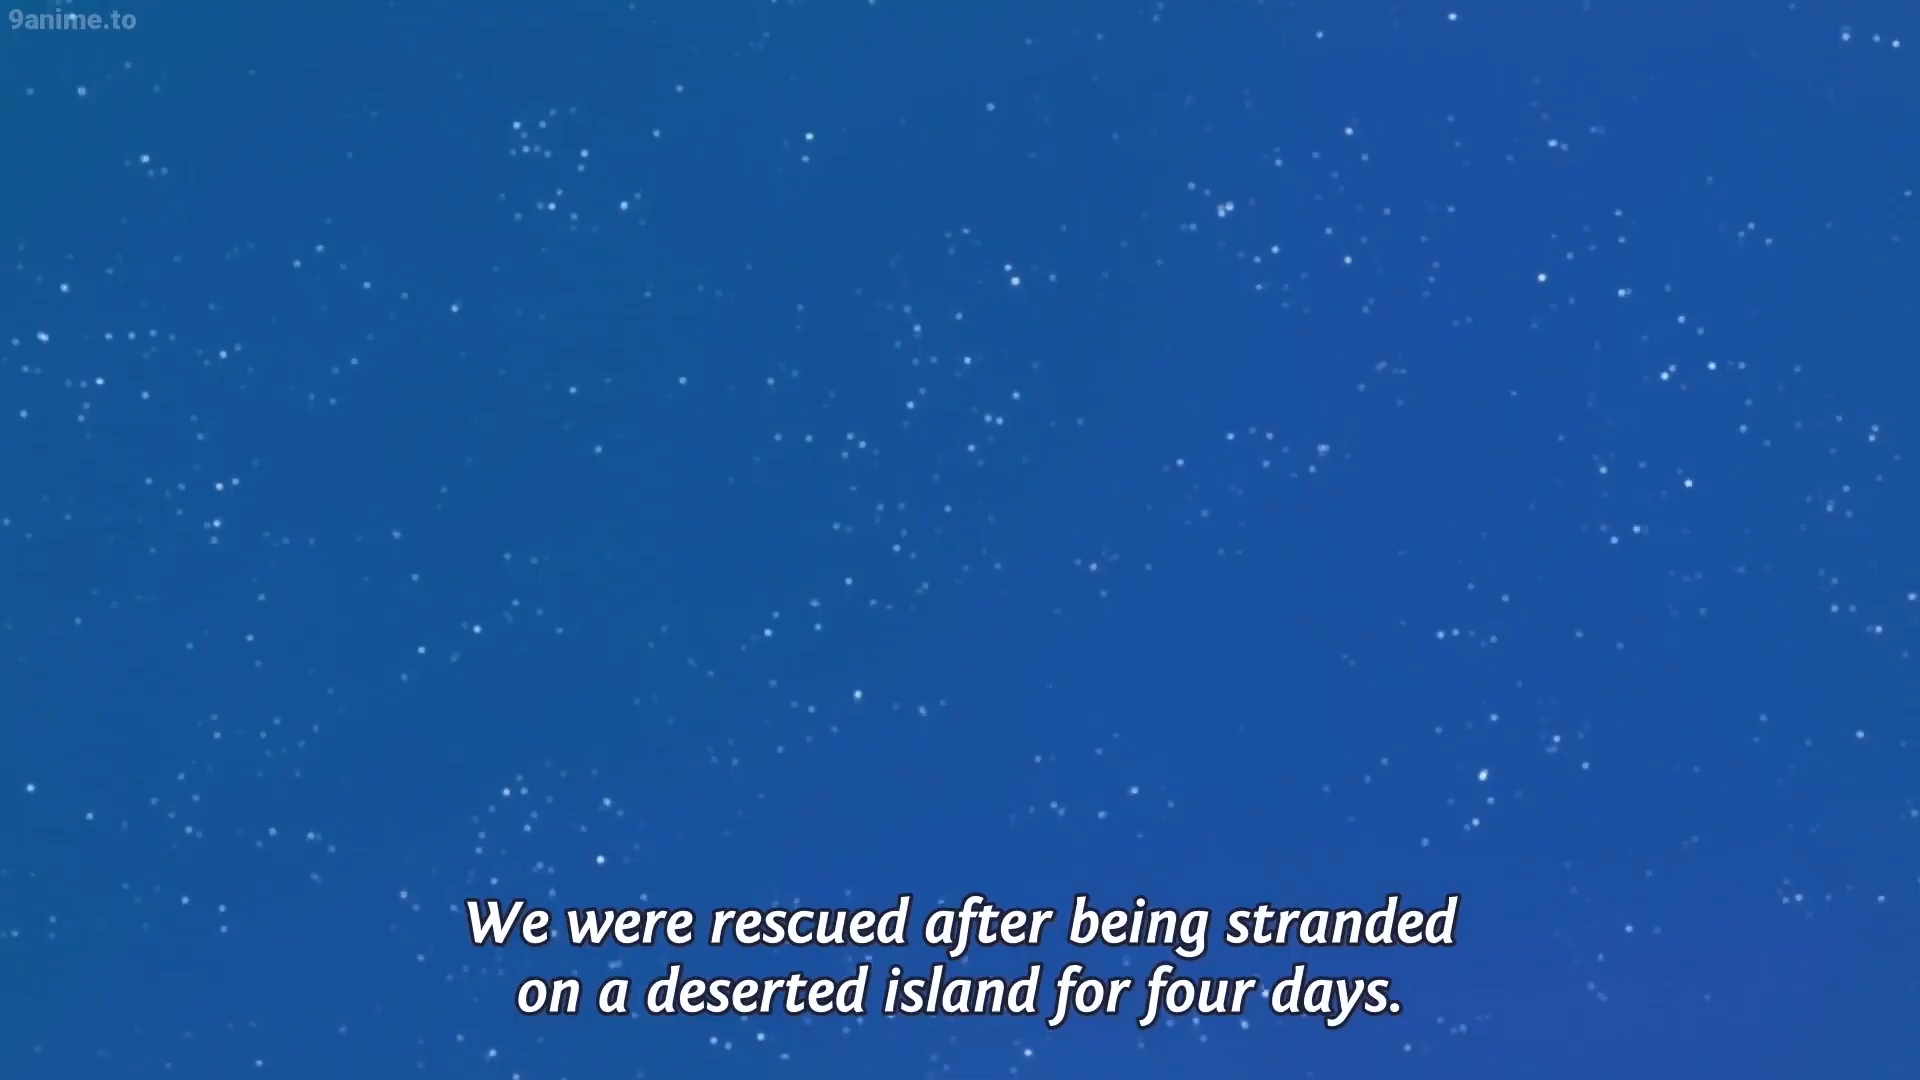 9anime.to
We were rescued after being stranded
on a deserted island for four days.